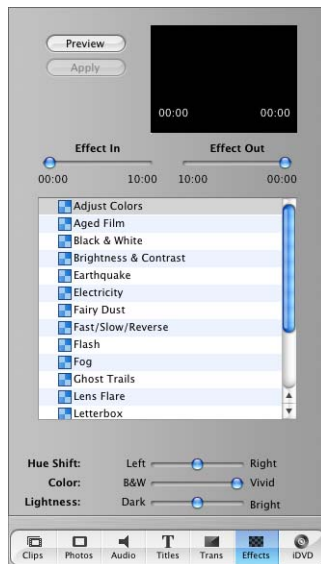 Preview
Apply
00:00 00:00
Effect In Effect Out
00:00 10:00 10:00 00:00
Adjust Colors
Aged Film
Black & White
Brightness & Contrast
Earthquake
Electricity
Fairy Dust
Fast/Slow/Reverse
Flash
Fog
Ghost Trails
Lens Flare
Letterbox
Hue Shift: Left Right
Color: B&W Vivid
Lightness: Dark Bright
Clips Photos Audio Titles Trans Effects iDVD